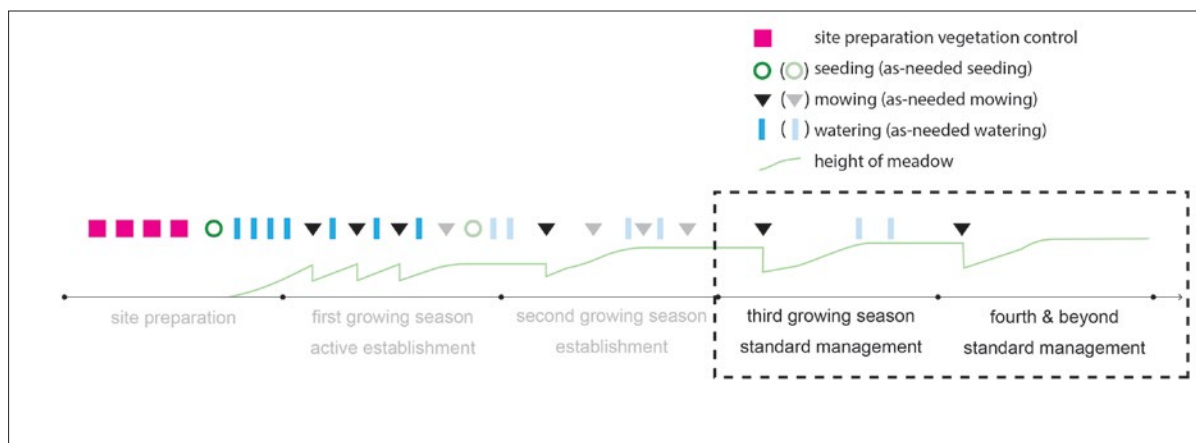 site preparation vegetation control
( ) seeding (as-needed seeding)
( ) mowing (as-needed mowing)
( ) watering (as-needed watering)
height of meadow
site preparation
first growing season
active establishment
second growing season
establishment
third growing season
standard management
fourth & beyond
standard management